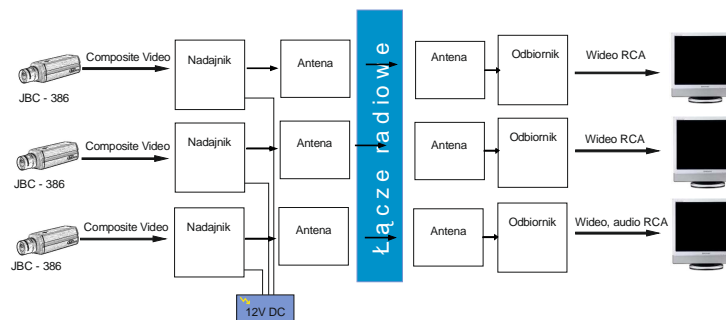 Composite Video
Nadajnik
Antena
Antena
Odbiornik
Wideo RCA
JBC - 386
Composite Video
Nadajnik
Antena
Antena
Odbiornik
Wideo RCA
JBC - 386
Composite Video
Nadajnik
Antena
Antena
Odbiornik
Wideo, audio RCA
JBC - 386
Łącze radiowe
12V DC